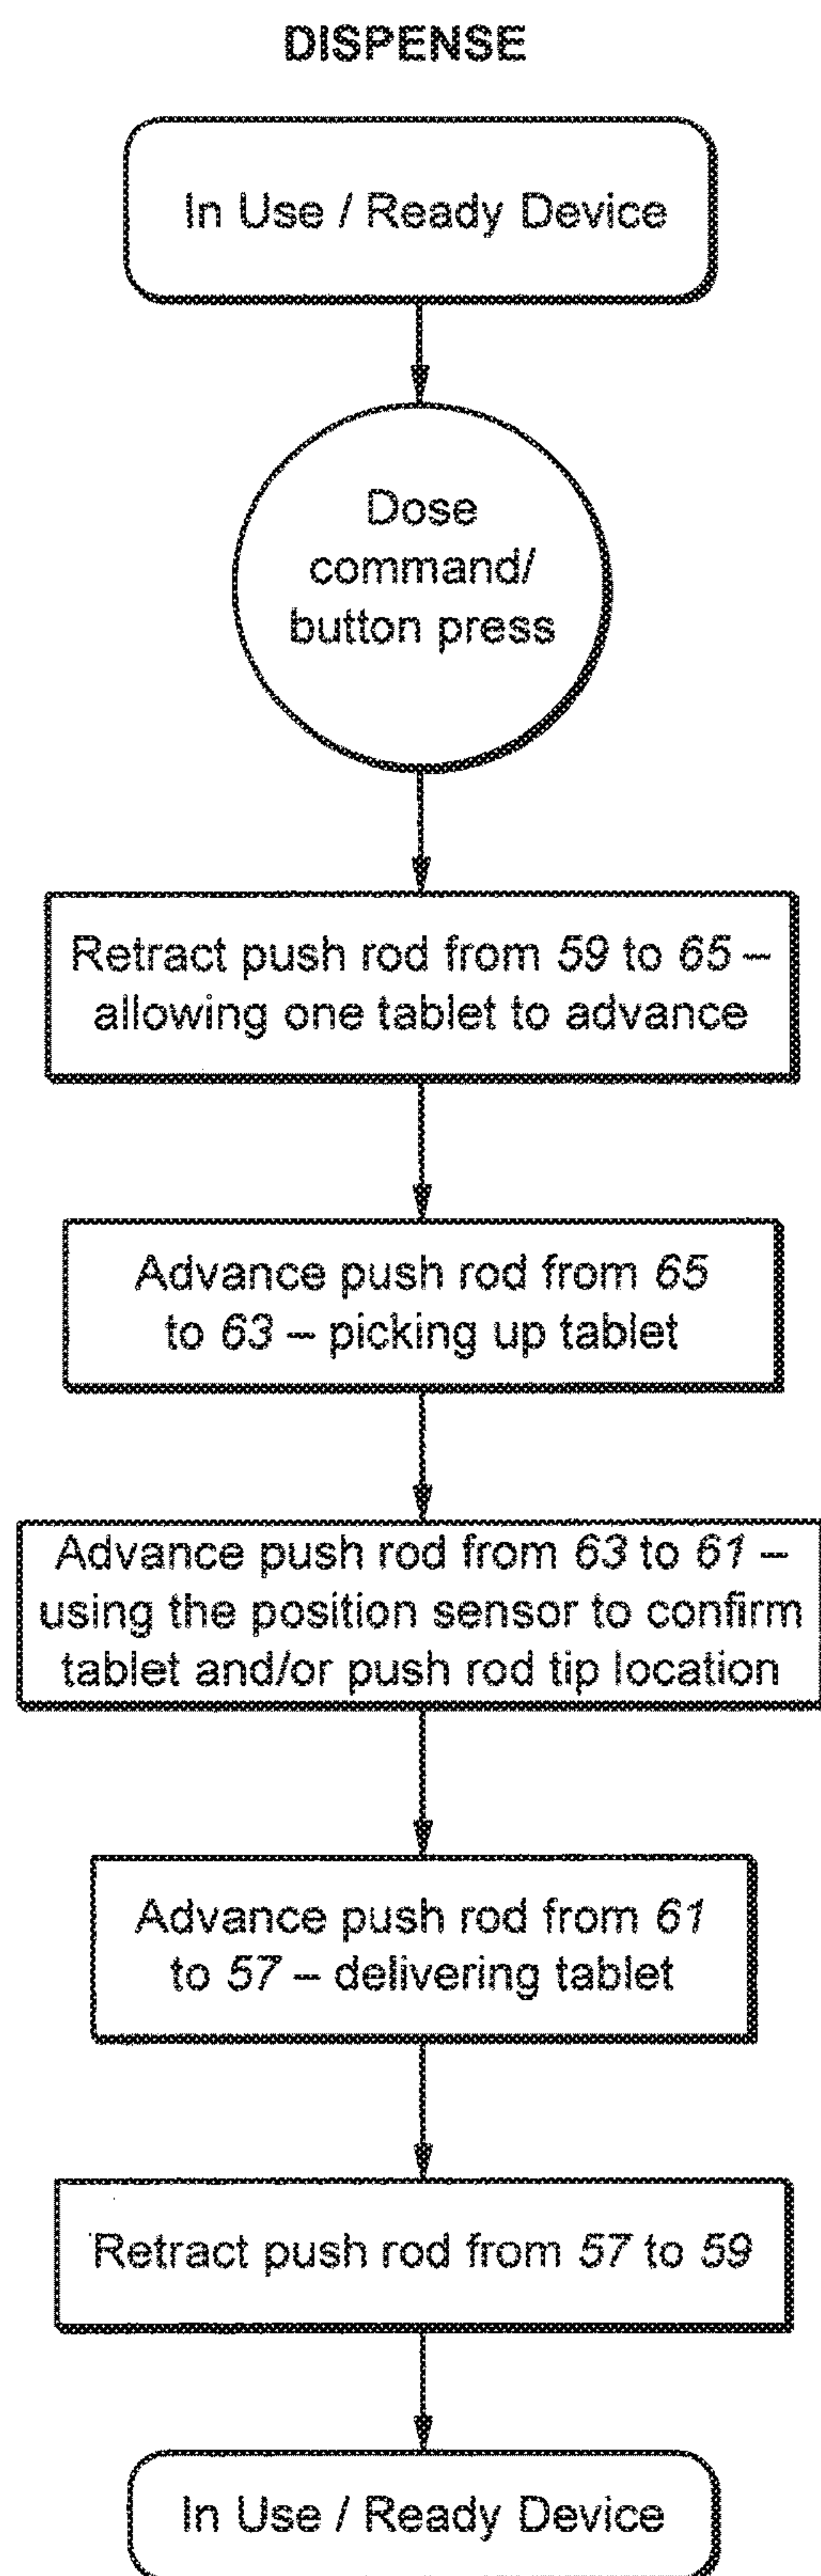 DISPENSE
In Use / Ready Device
Dose
command/
button press
Retract push rod from 59 to 65 –
allowing one tablet to advance
Advance push rod from 65
to 63 – picking up tablet
Advance push rod from 63 to 61 –
using the position sensor to confirm
tablet and/or push rod tip location
Advance push rod from 61
to 57 – delivering tablet
Retract push rod from 57 to 59
In Use / Ready Device